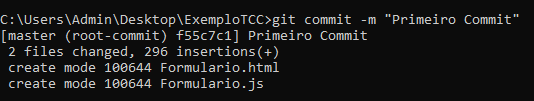 C:\Users\Admin\Desktop\ExemploTCC>git commit -m "Primeiro Commit"
[master (root-commit) f55c7c1] Primeiro Commit
 2 files changed, 296 insertions(+)
 create mode 100644 Formulario.html
 create mode 100644 Formulario.js